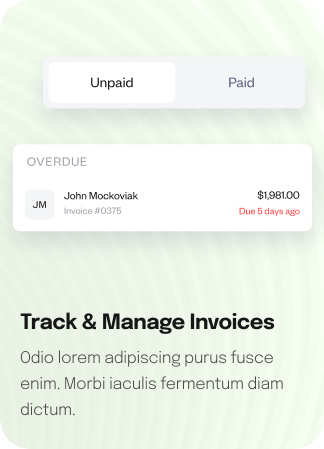 Unpaid Paid
OVERDUE
JM John Mockoviak $1,981.00
Invoice #0375 Due 5 days ago
Track & Manage Invoices
Odio lorem adipiscing purus fusce
enim. Morbi iaculis fermentum diam
dictum.